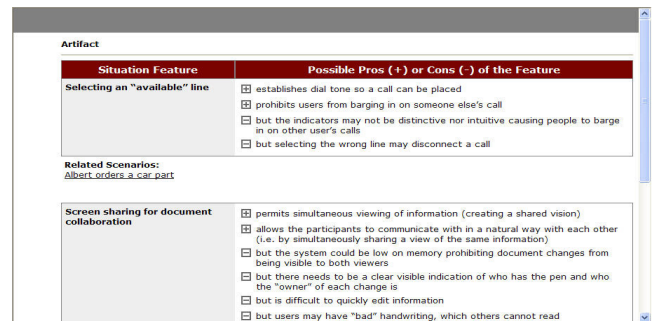 Artifact
Situation Feature
Possible Pros (+) or Cons (-) of the Feature
Selecting an "available" line
establishes dial tone so a call can be placed
prohibits users from barging in on someone else's call
but the indicators may not be distinctive nor intuitive causing people to barge
in on other user's calls
but selecting the wrong line may disconnect a call
Related Scenarios:
Albert orders a car part
Screen sharing for document
collaboration
permits simultaneous viewing of information (creating a shared vision)
allows the participants to communicate with in a natural way with each other
(i.e. by simultaneously sharing a view of the same information)
but the system could be low on memory prohibiting document changes from
being visible to both viewers
but there needs to be a clear visible indication of who has the pen and who
the "owner" of each change is
but is difficult to quickly edit information
but users may have "bad" handwriting, which others cannot read